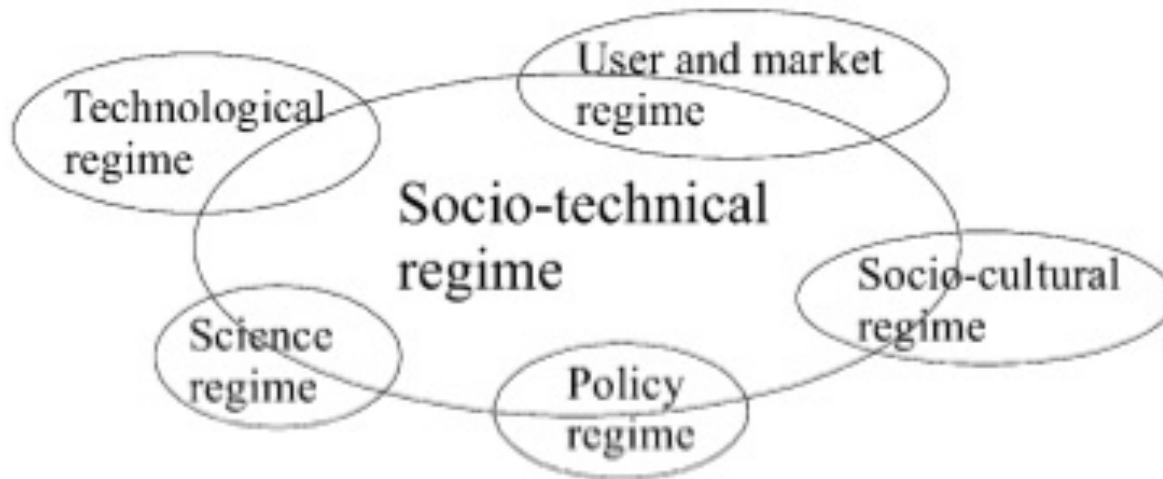 User and market
regime
Technological
regime
Socio-technical
regime
Socio-cultural
regime
Science
regime
Policy
regime